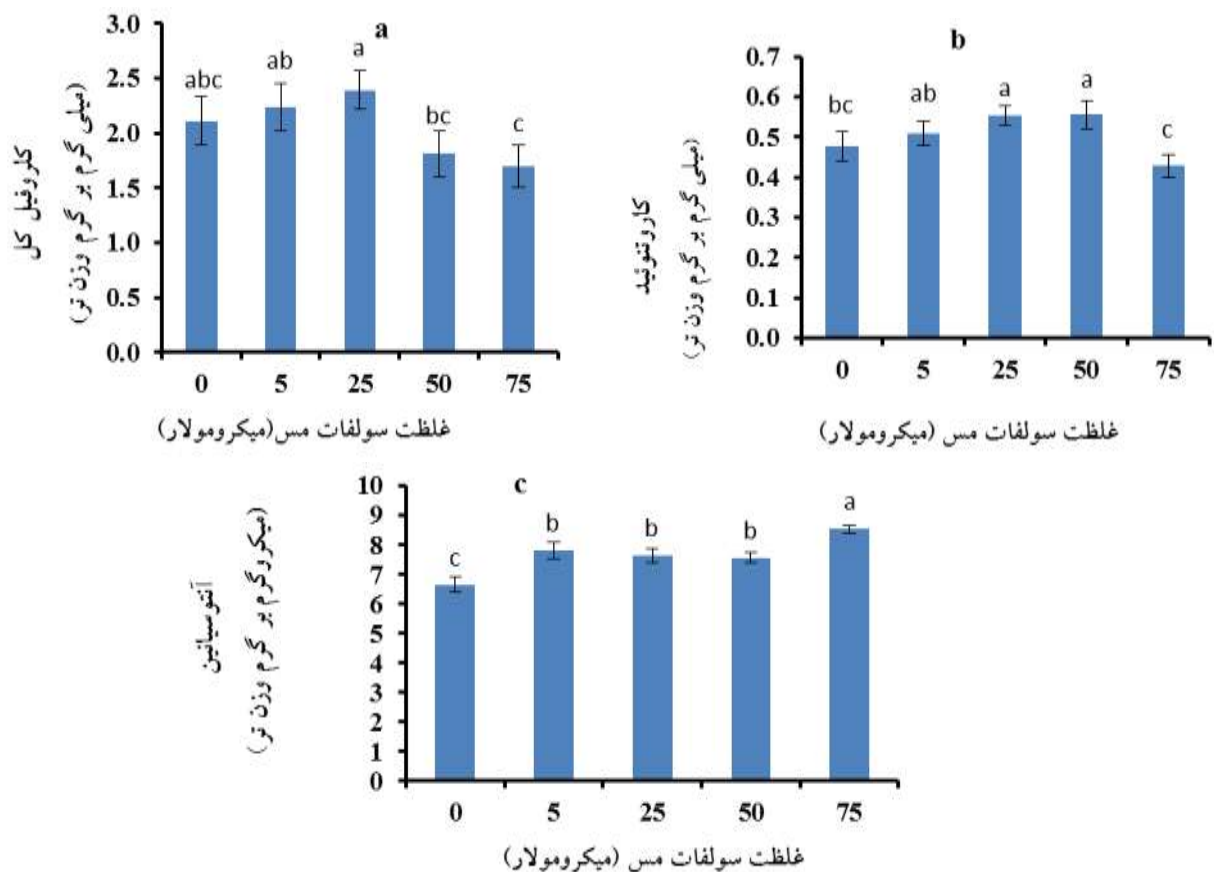 a
3.0
2.5
2.0
1.5
1.0
0.5
0.0
abc
ab
a
bc
c
0
5
25
50
75
کلروفیل کل
(میلی گرم بر گرم وزن تر)
غلظت سولفات مس(میکرومولار)
b
0.7
0.6
0.5
0.4
0.3
0.2
0.1
0.0
bc
ab
a
a
c
0
5
25
50
75
کاروتنوئید
(میلی گرم بر گرم وزن تر)
غلظت سولفات مس (میکرومولار)
c
10
9
8
7
6
5
4
3
2
1
0
c
b
b
b
a
0
5
25
50
75
آنتوسیانین
(میکروگرم بر گرم وزن تر)
غلظت سولفات مس (میکرومولار)